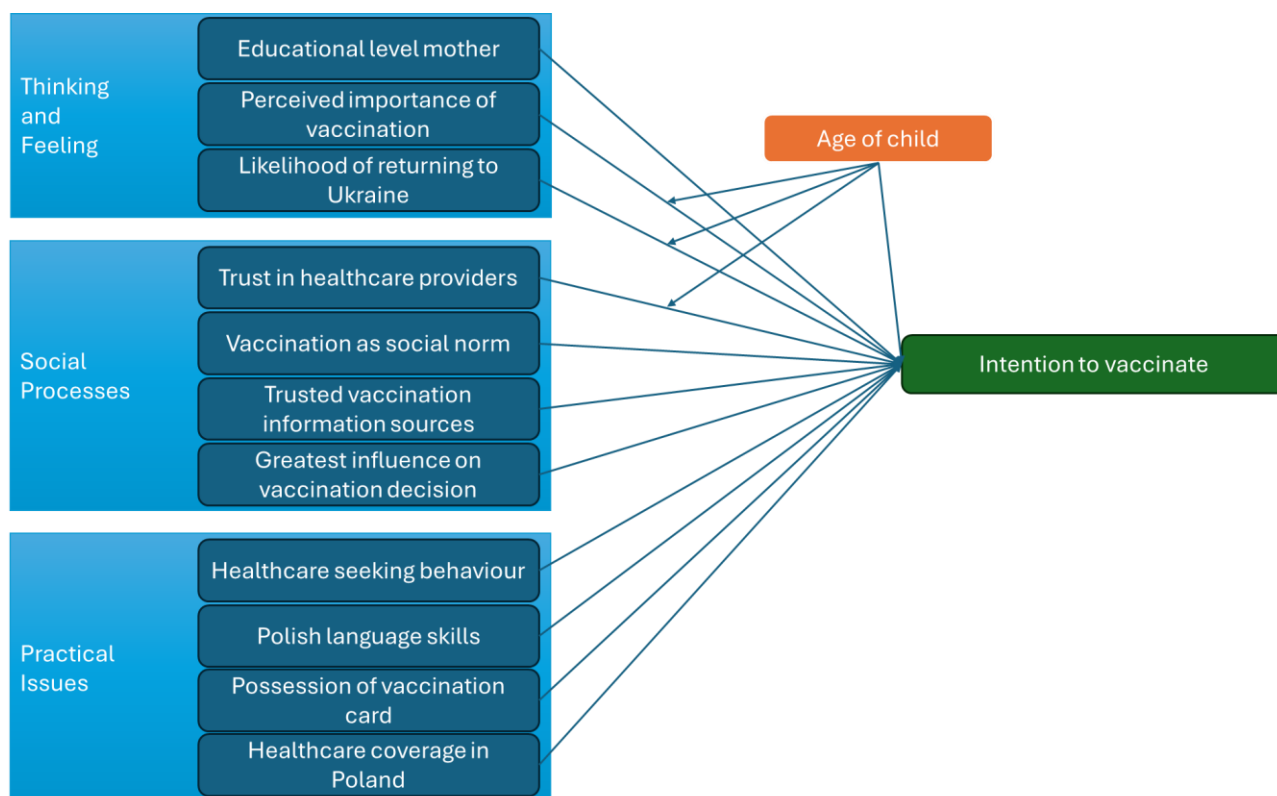 Thinking
and
Feeling
Educational level mother
Perceived importance of
vaccination
Likelihood of returning to
Ukraine
Age of child
Social
Processes
Trust in healthcare providers
Vaccination as social norm
Trusted vaccination
information sources
Greatest influence on
vaccination decision
Intention to vaccinate
Practical
Issues
Healthcare seeking behaviour
Polish language skills
Possession of vaccination
card
Healthcare coverage in
Poland